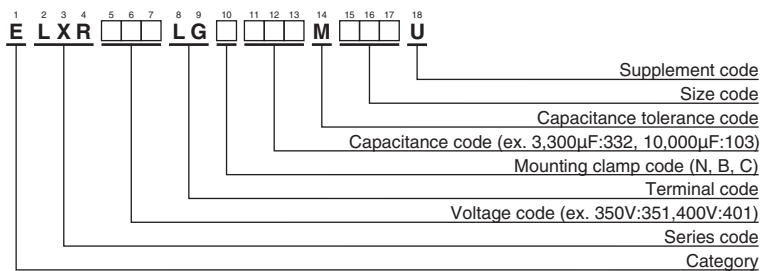 1 2 3 4 5 6 7 8 9 10 11 12 13 14 15 16 17 18
E L X R □□□ L G □ □□□ M □□□ U
Supplement code
Size code
Capacitance tolerance code
Capacitance code (ex. 3,300μF:332, 10,000μF:103)
Mounting clamp code (N, B, C)
Terminal code
Voltage code (ex. 350V:351,400V:401)
Series code
Category